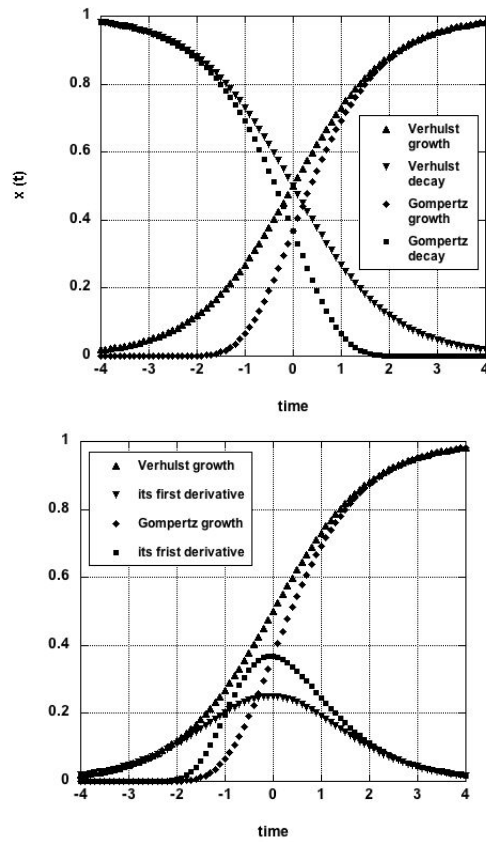 1
0.8
0.6
0.4
0.2
0
x (t)
Verhulst
growth
Verhulst
decay
Gompertz
growth
Gompertz
decay
-4 -3 -2 -1 0 1 2 3 4
time
1
0.8
0.6
0.4
0.2
0
Verhulst growth
its first derivative
Gompertz growth
its frist derivative
-4 -3 -2 -1 0 1 2 3 4
time